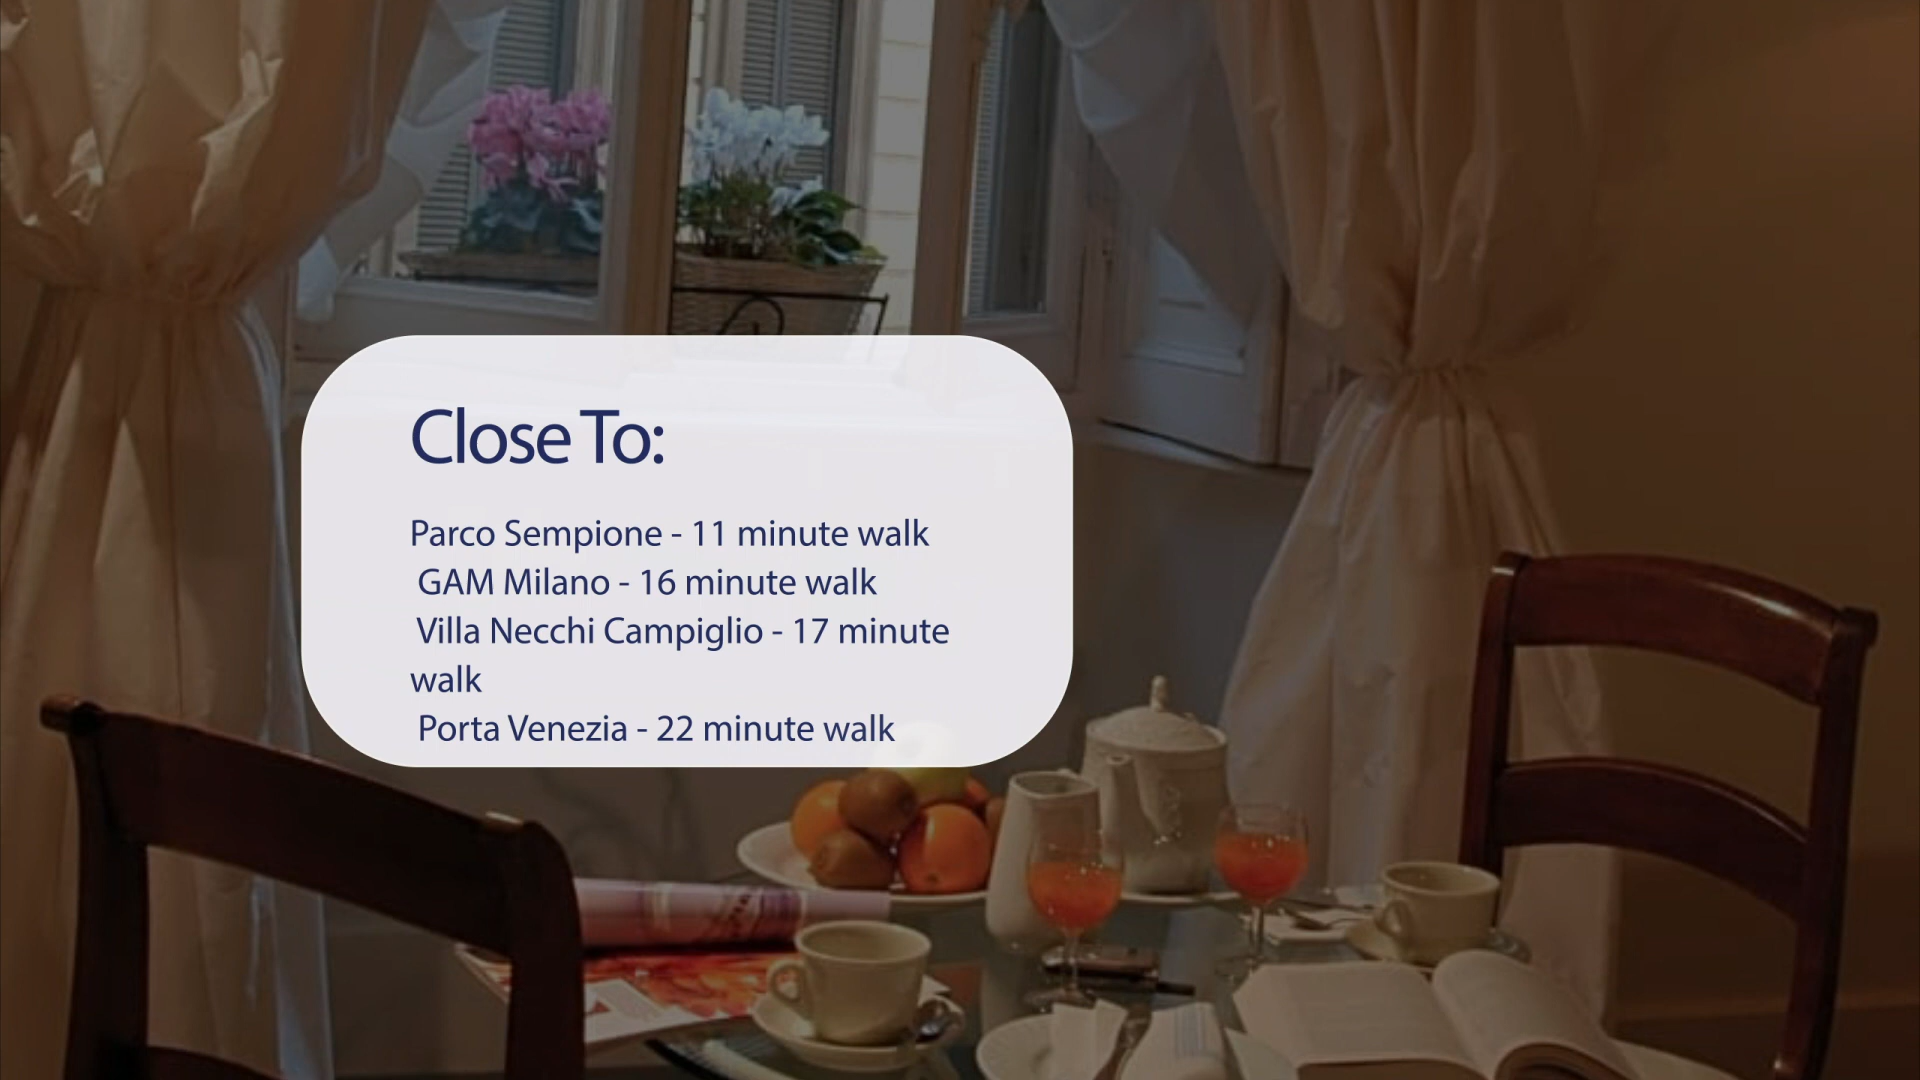 Close To:
Parco Sempione - 11 minute walk
GAM Milano - 16 minute walk
Villa Necchi Campiglio - 17 minute
walk
Porta Venezia - 22 minute walk